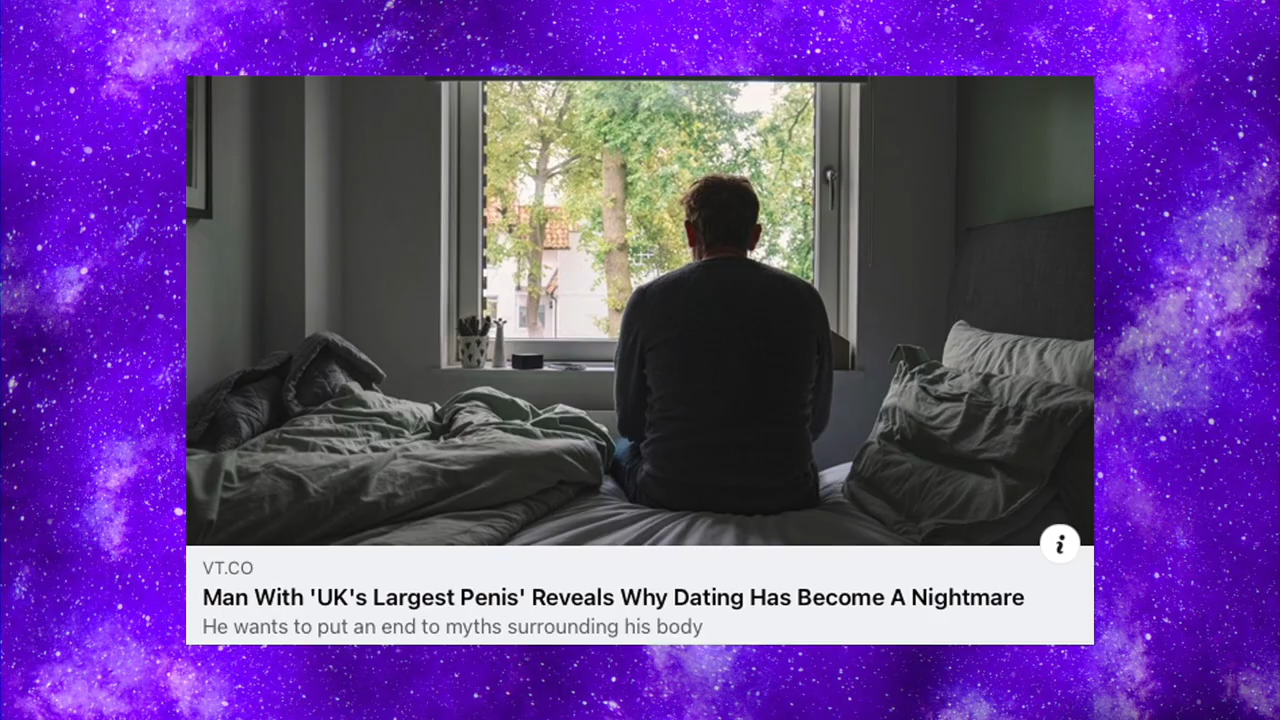 VT.CO
Man With 'UK's Largest Penis' Reveals Why Dating Has Become A Nightmare
He wants to put an end to myths surrounding his body